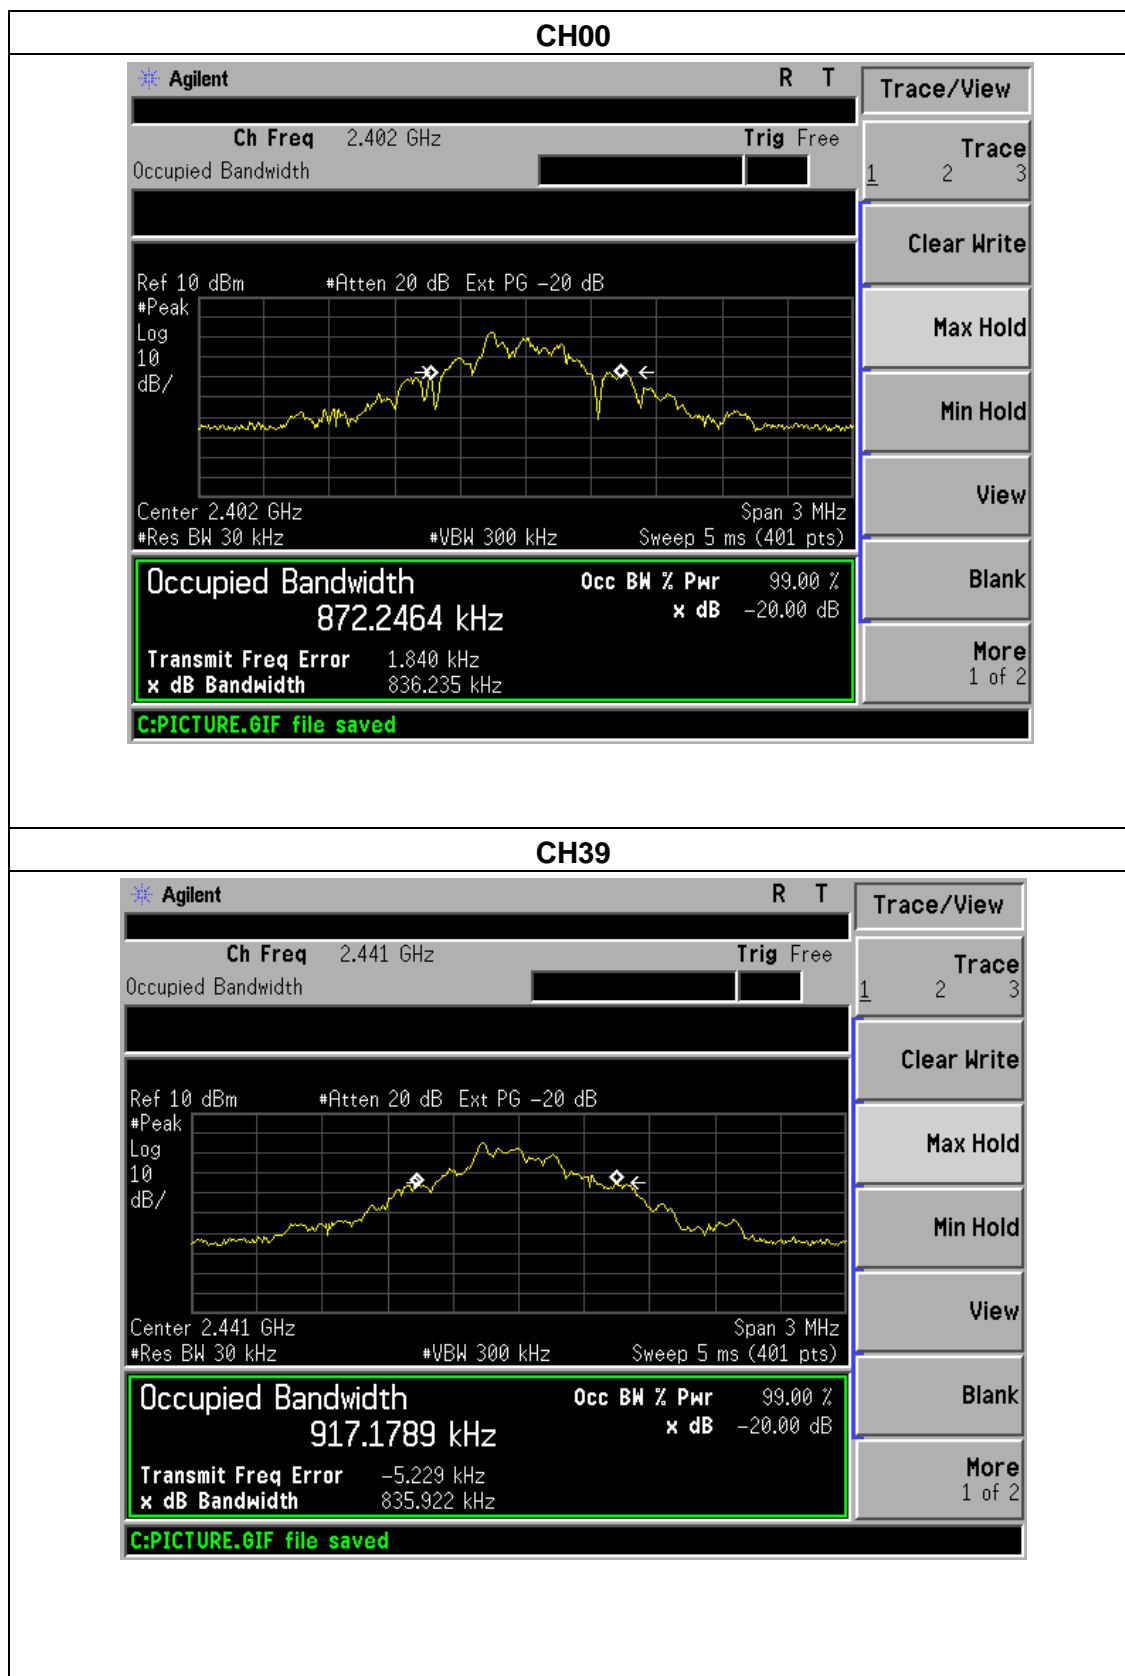 CH00
Agilent R T
Trace/View
Ch Freq 2.402 GHz Trig Free
Occupied Bandwidth
Trace
1 2 3
Clear Write
Ref 10 dBm #Atten 20 dB Ext PG -20 dB
#Peak
Log
10
dB/
Max Hold
Min Hold
View
Center 2.402 GHz Span 3 MHz
#Res BW 30 kHz #VBW 300 kHz Sweep 5 ms (401 pts)
Occupied Bandwidth Occ BW % Pwr 99.00 %
872.2464 kHz x dB -20.00 dB
Blank
Transmit Freq Error 1.840 kHz
x dB Bandwidth 836.235 kHz
More
1 of 2
C:PICTURE.GIF file saved
CH39
Agilent R T
Trace/View
Ch Freq 2.441 GHz Trig Free
Occupied Bandwidth
Trace
1 2 3
Clear Write
Ref 10 dBm #Atten 20 dB Ext PG -20 dB
#Peak
Log
10
dB/
Max Hold
Min Hold
View
Center 2.441 GHz Span 3 MHz
#Res BW 30 kHz #VBW 300 kHz Sweep 5 ms (401 pts)
Occupied Bandwidth Occ BW % Pwr 99.00 %
917.1789 kHz x dB -20.00 dB
Blank
Transmit Freq Error -5.229 kHz
x dB Bandwidth 835.922 kHz
More
1 of 2
C:PICTURE.GIF file saved